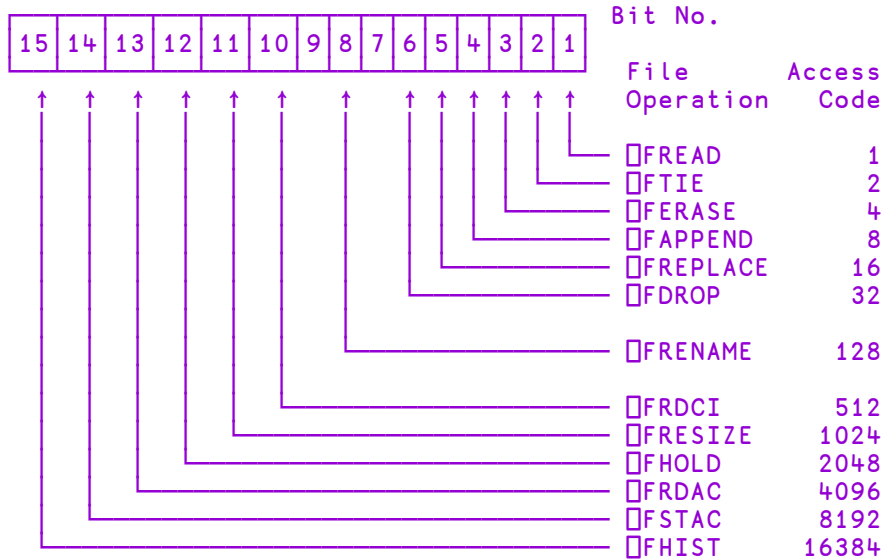 Bit No.
15 14 13 12 11 10 9 8 7 6 5 4 3 2 1
File Access
Operation Code
⎕FREAD 1
⎕FTIE 2
⎕FERASE 4
⎕FAPPEND 8
⎕FREPLACE 16
⎕FDROP 32
⎕FRENAME 128
⎕FRDCI 512
⎕FRESIZE 1024
⎕FHOLD 2048
⎕FRDAC 4096
⎕FSTAC 8192
⎕FHIST 16384